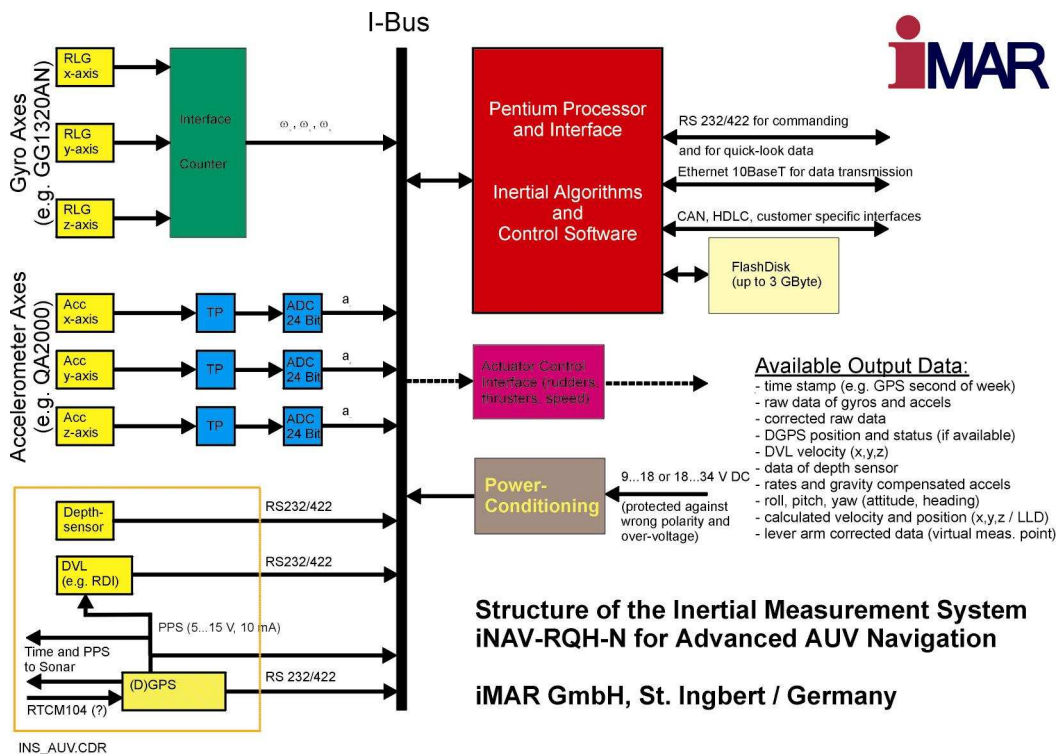 I-Bus
iMAR
Gyro Axes
(e.g. GG1320AN)
RLG
x-axis
RLG
y-axis
RLG
z-axis
Interface
Counter
ω , ω , ω
Pentium Processor
and Interface
Inertial Algorithms
and
Control Software
RS 232/422 for commanding
and for quick-look data
Ethernet 10BaseT for data transmission
CAN, HDLC, customer specific interfaces
FlashDisk
(up to 3 GByte)
Accelerometer Axes
(e.g. QA2000)
Acc
x-axis
TP
ADC
24 Bit
a
Acc
y-axis
TP
ADC
24 Bit
a
Acc
z-axis
TP
ADC
24 Bit
a
Actuator Control
Interface (rudders,
thrusters, speed)
Power-
Conditioning
9...18 or 18...34 V DC
(protected against
wrong polarity and
over-voltage)
Available Output Data:
- time stamp (e.g. GPS second of week)
- raw data of gyros and accels
- corrected raw data
- DGPS position and status (if available)
- DVL velocity (x,y,z)
- data of depth sensor
- rates and gravity compensated accels
- roll, pitch, yaw (attitude, heading)
- calculated velocity and position (x,y,z / LLD)
- lever arm corrected data (virtual meas. point)
Depth-
sensor
RS232/422
DVL
(e.g. RDI)
RS232/422
PPS (5...15 V, 10 mA)
Time and PPS
to Sonar
(D)GPS
RS 232/422
RTCM104 (?)
Structure of the Inertial Measurement System
iNAV-RQH-N for Advanced AUV Navigation
iMAR GmbH, St. Ingbert / Germany
INS_AUV.CDR